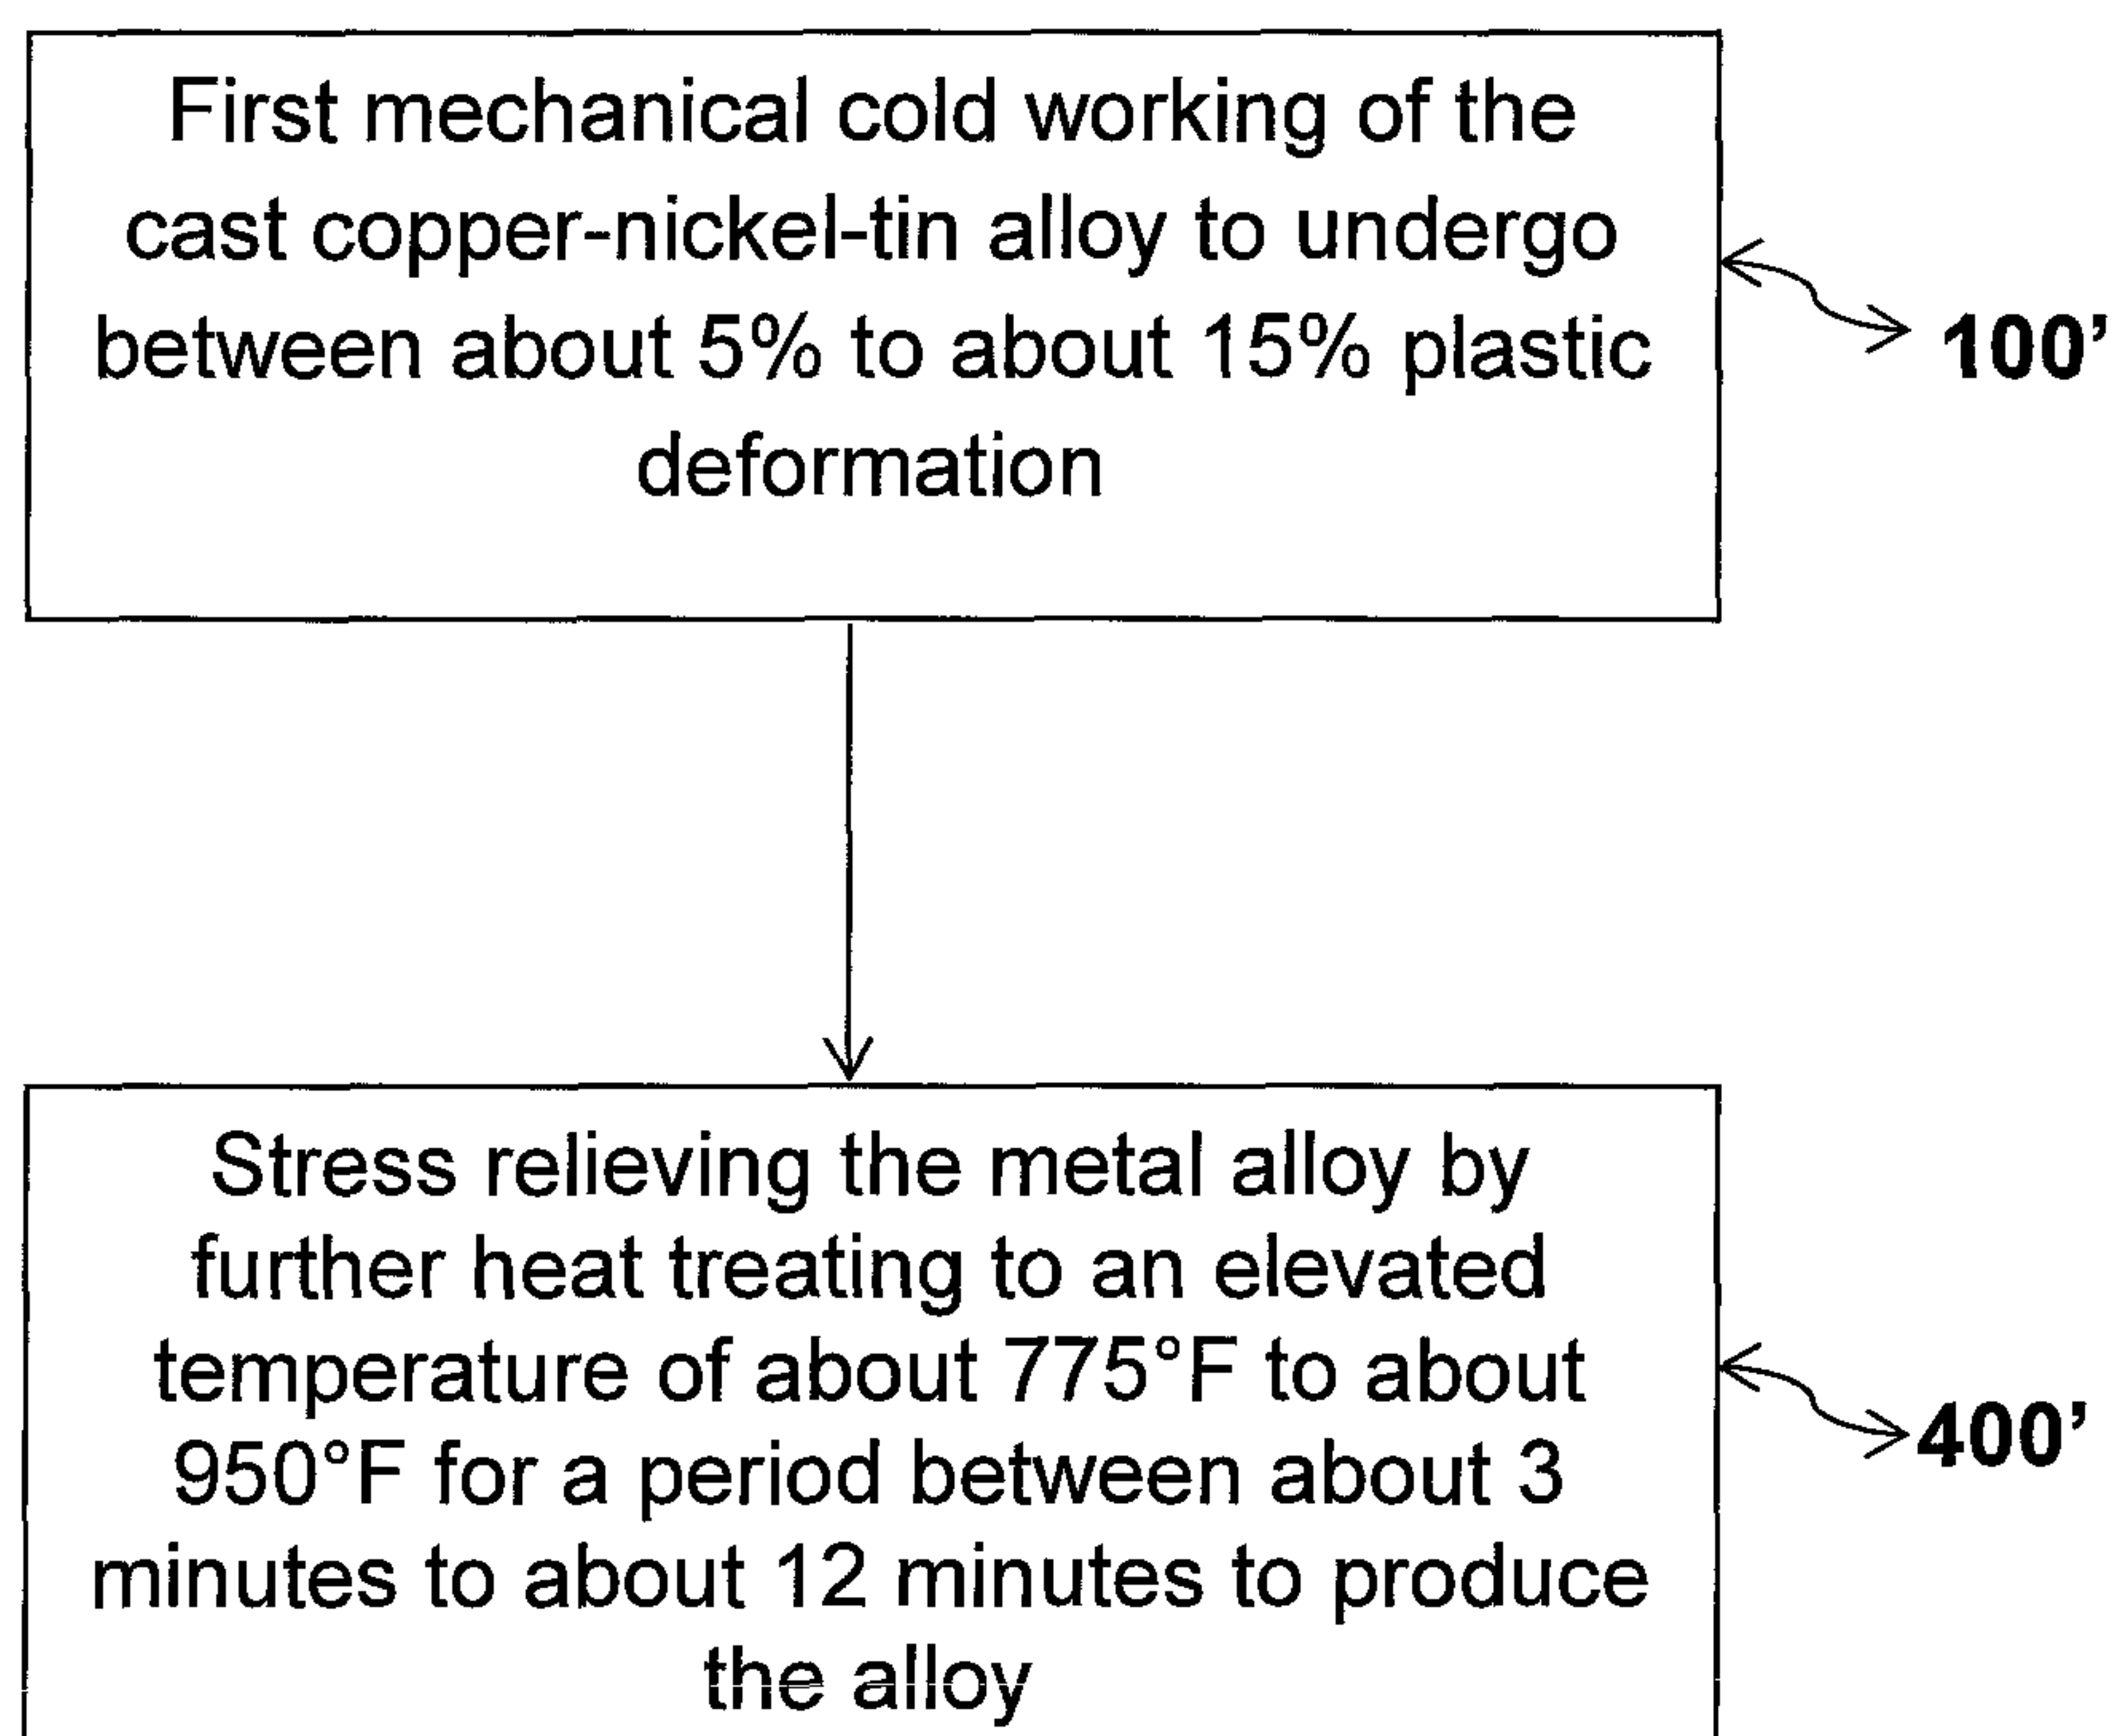 First mechanical cold working of the
cast copper-nickel-tin alloy to undergo
between about 5% to about 15% plastic
deformation
100’
Stress relieving the metal alloy by
further heat treating to an elevated
temperature of about 775°F to about
950°F for a period between about 3
minutes to about 12 minutes to produce
the alloy
400’